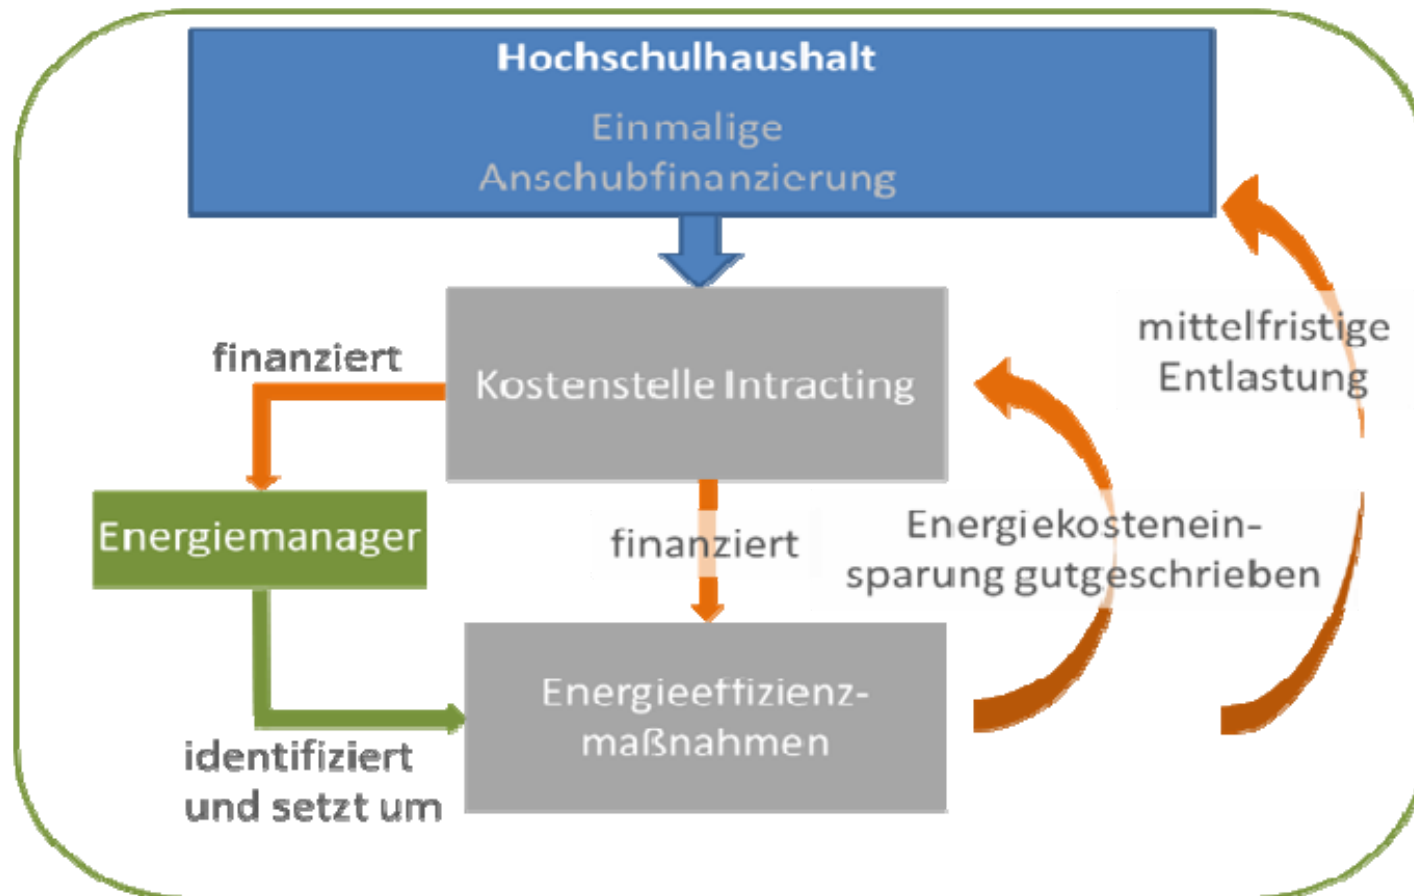 Hochschulhaushalt
Einmalige
Anschubfinanzierung
finanziert
Kostenstelle Intracting
mittelfristige
Entlastung
Energiemanager
finanziert
Energiekostenein-
sparung gutgeschrieben
Energieeffizienz-
maßnahmen
identifiziert
und setzt um